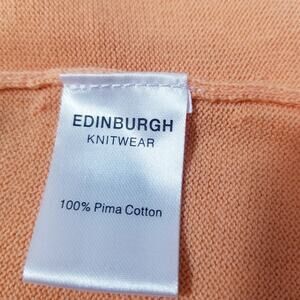 EDINBURGH
KNITWEAR
100% Pima Cotton